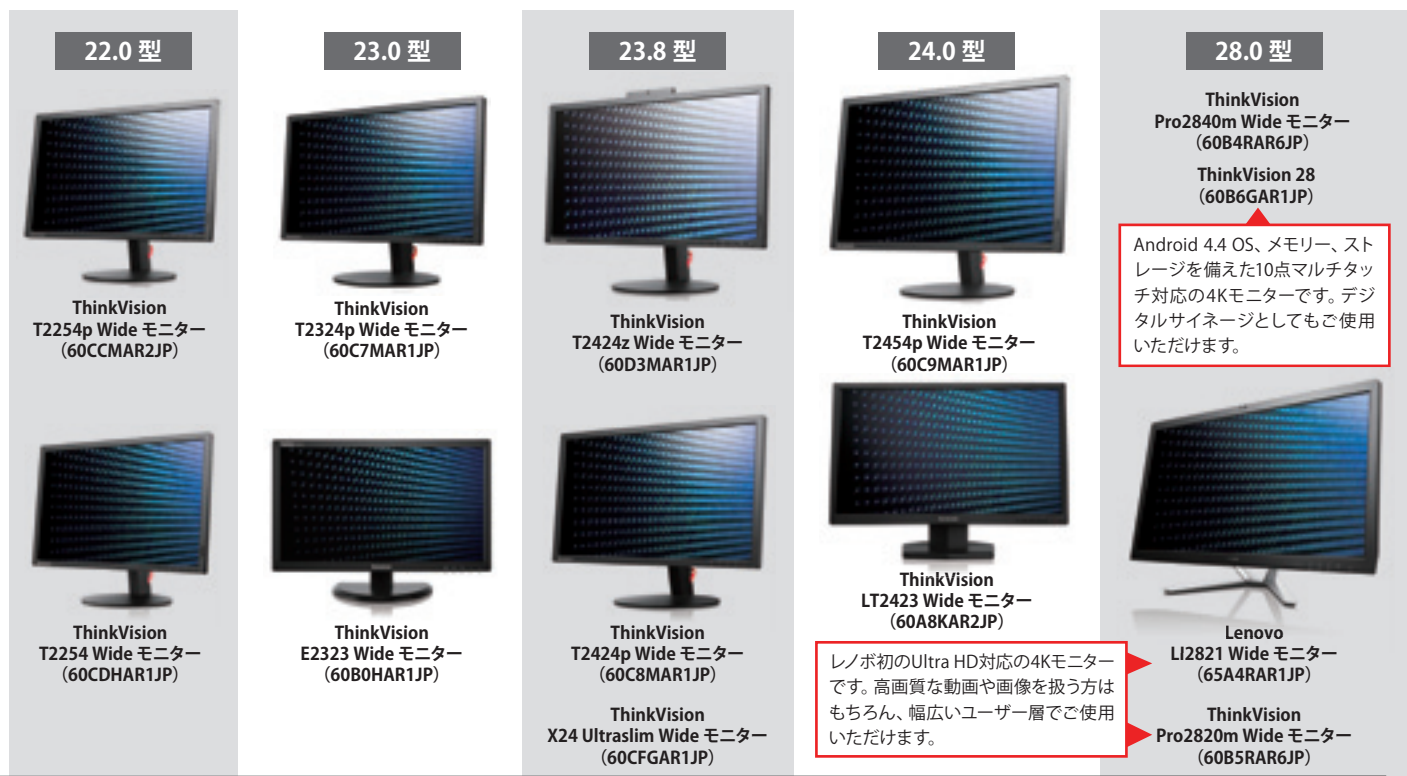 22.0 型
ThinkVision
T2254p Wide モニター
（60CCMAR2JP）
ThinkVision
T2254 Wide モニター
（60CDHAR1JP）
23.0 型
ThinkVision
T2324p Wide モニター
（60C7MAR1JP）
ThinkVision
E2323 Wide モニター
（60B0HAR1JP）
23.8 型
ThinkVision
T2424z Wide モニター
（60D3MAR1JP）
ThinkVision
T2424p Wide モニター
（60C8MAR1JP）
ThinkVision
X24 Ultraslim Wide モニター
（60CFGAR1JP）
24.0 型
ThinkVision
T2454p Wide モニター
（60C9MAR1JP）
ThinkVision
LT2423 Wide モニター
（60A8KAR2JP）
28.0 型
ThinkVision
Pro2840m Wide モニター
（60B4RAR6JP）
ThinkVision 28
（60B6GAR1JP）
Android 4.4 OS、メモリー、スト
レージを備えた10点マルチタッ
チ対応の4Kモニターです。デジ
タルサイネージとしてもご使用
いただけます。
Lenovo
LI2821 Wide モニター
（65A4RAR1JP）
ThinkVision
Pro2820m Wide モニター
（60B5RAR6JP）
レノボ初のUltra HD対応の4Kモニター
です。高画質な動画や画像を扱う方は
もちろん、幅広いユーザー層でご使用
いただけます。